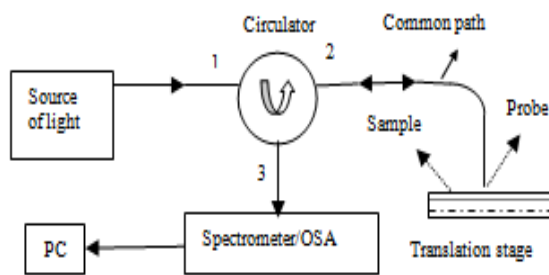 Circulator
Common path
1
2
Source
of light
Sample
Probe
3
PC
Spectrometer/OSA
Translation stage